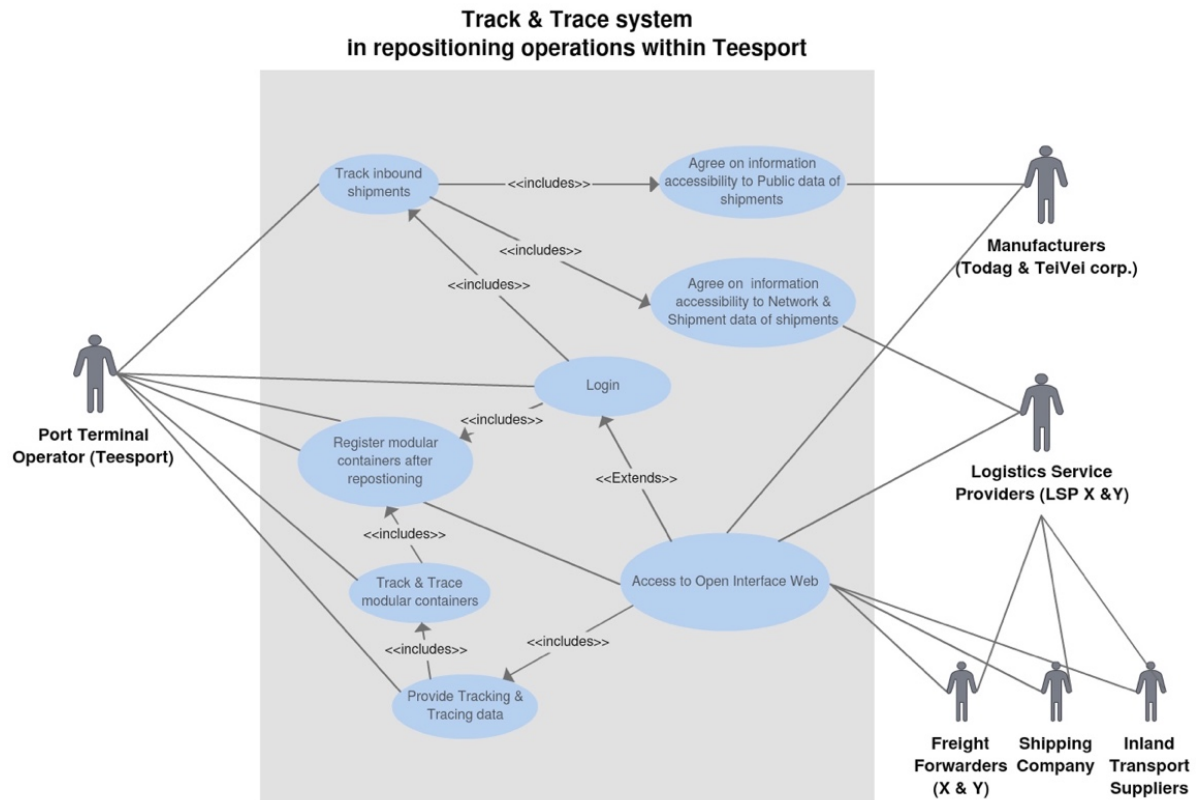 Track & Trace system
in repositioning operations within Teesport
Track inbound
shipments
<<includes>>
Agree on information
accessibility to Public data of
shipments
Manufacturers
(Todag & TeiVei corp.)
<<includes>>
<<includes>>
Agree on  information
accessibility to Network &
Shipment data of shipments
Login
Port Terminal
Operator (Teesport)
<<includes>>
Register modular
containers after
repostioning
<<Extends>>
Logistics Service
Providers (LSP X &Y)
<<includes>>
Track & Trace
modular containers
Access to Open Interface Web
<<includes>>
<<includes>>
Provide Tracking &
Tracing data
Freight
Forwarders
(X & Y)
Shipping
Company
Inland
Transport
Suppliers